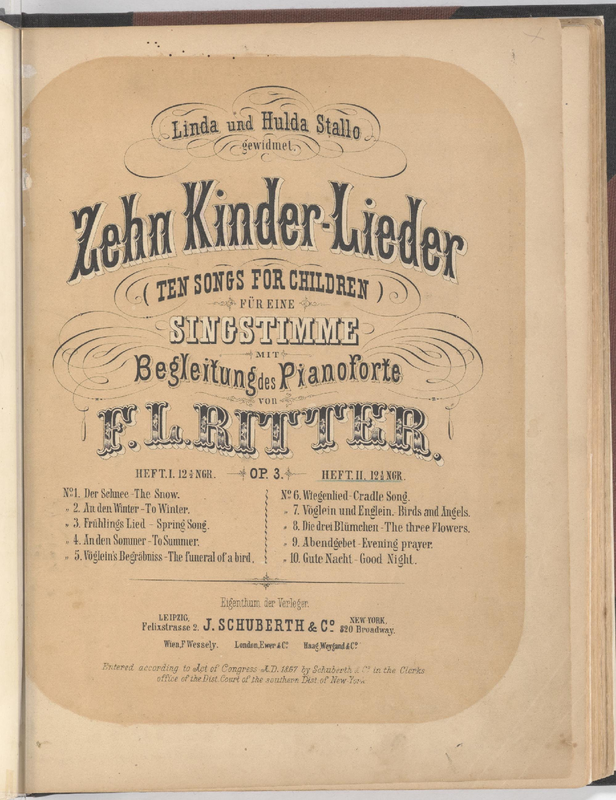 Linda und Hulda Stallo
gewidmet.
Zehn Kinder-Lieder
(TEN SONGS FOR CHILDREN)
FÜR EINE
SINGSTIMME
MIT
Begleitung des Pianoforte
von
F. L. RITTER.
HEFT. I. 12½ NGR. OP. 3. HEFT. II. 12½ NGR.
No 1. Der Schnee - The Snow.
" 2. An den Winter - To Winter.
" 3. Frühlings Lied - Spring Song.
" 4. An den Sommer - To Summer.
" 5. Vöglein's Begräbniss - The funeral of a bird.
No 6. Wiegenlied - Cradle Song.
" 7. Vöglein und Englein. Birds and Angels.
" 8. Die drei Blümchen - The three Flowers.
" 9. Abendgebet - Evening prayer.
" 10. Gute Nacht - Good Night.
Eigenthum der Verleger.
LEIPZIG, Felixstrasse 2. J. SCHUBERTH & Co. NEW-YORK. 820 Broadway.
Wien, F. Wessely. London, Ewer & Co. Haag, Weygand & Co.
Entered according to Act of Congress A.D. 1867 by Schuberth & Co. in the Clerks
office of the Dist. Court of the southern Dist. of New York.